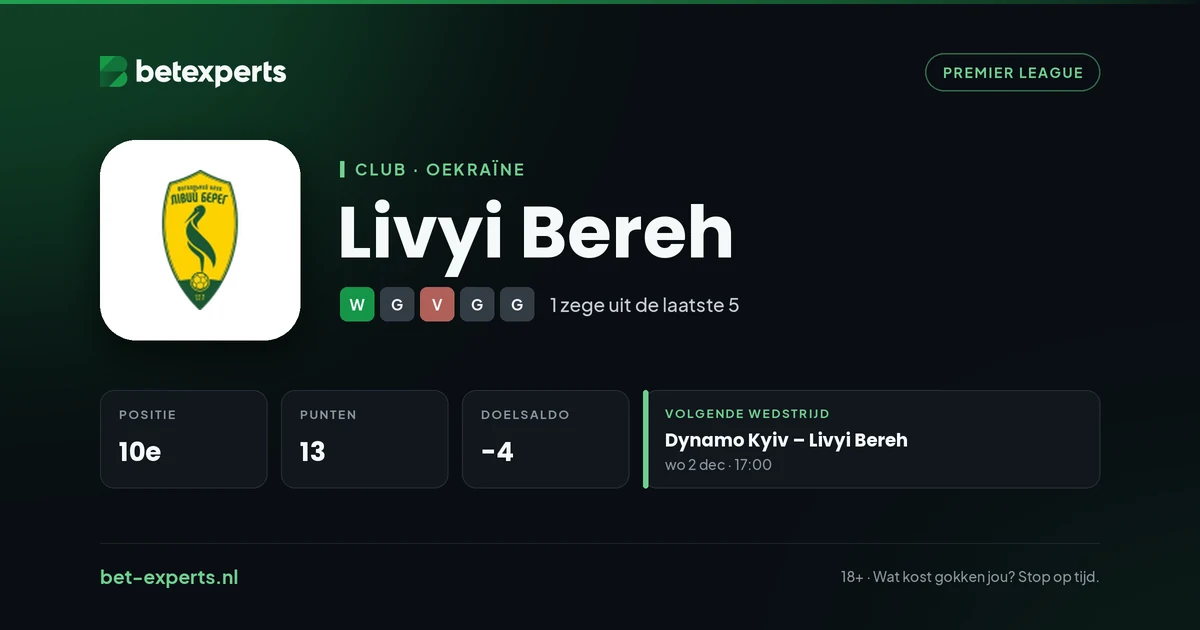 betexperts
PREMIER LEAGUE
ЛІВИЙ БЕРЕГ
CLUB · OEKRAÏNE
Livyi Bereh
W G V G G 1 zege uit de laatste 5
POSITIE
10e
PUNTEN
13
DOELSALDO
-4
VOLGENDE WEDSTRIJD
Dynamo Kyiv – Livyi Bereh
wo 2 dec · 17:00
bet-experts.nl
18+ · Wat kost gokken jou? Stop op tijd.